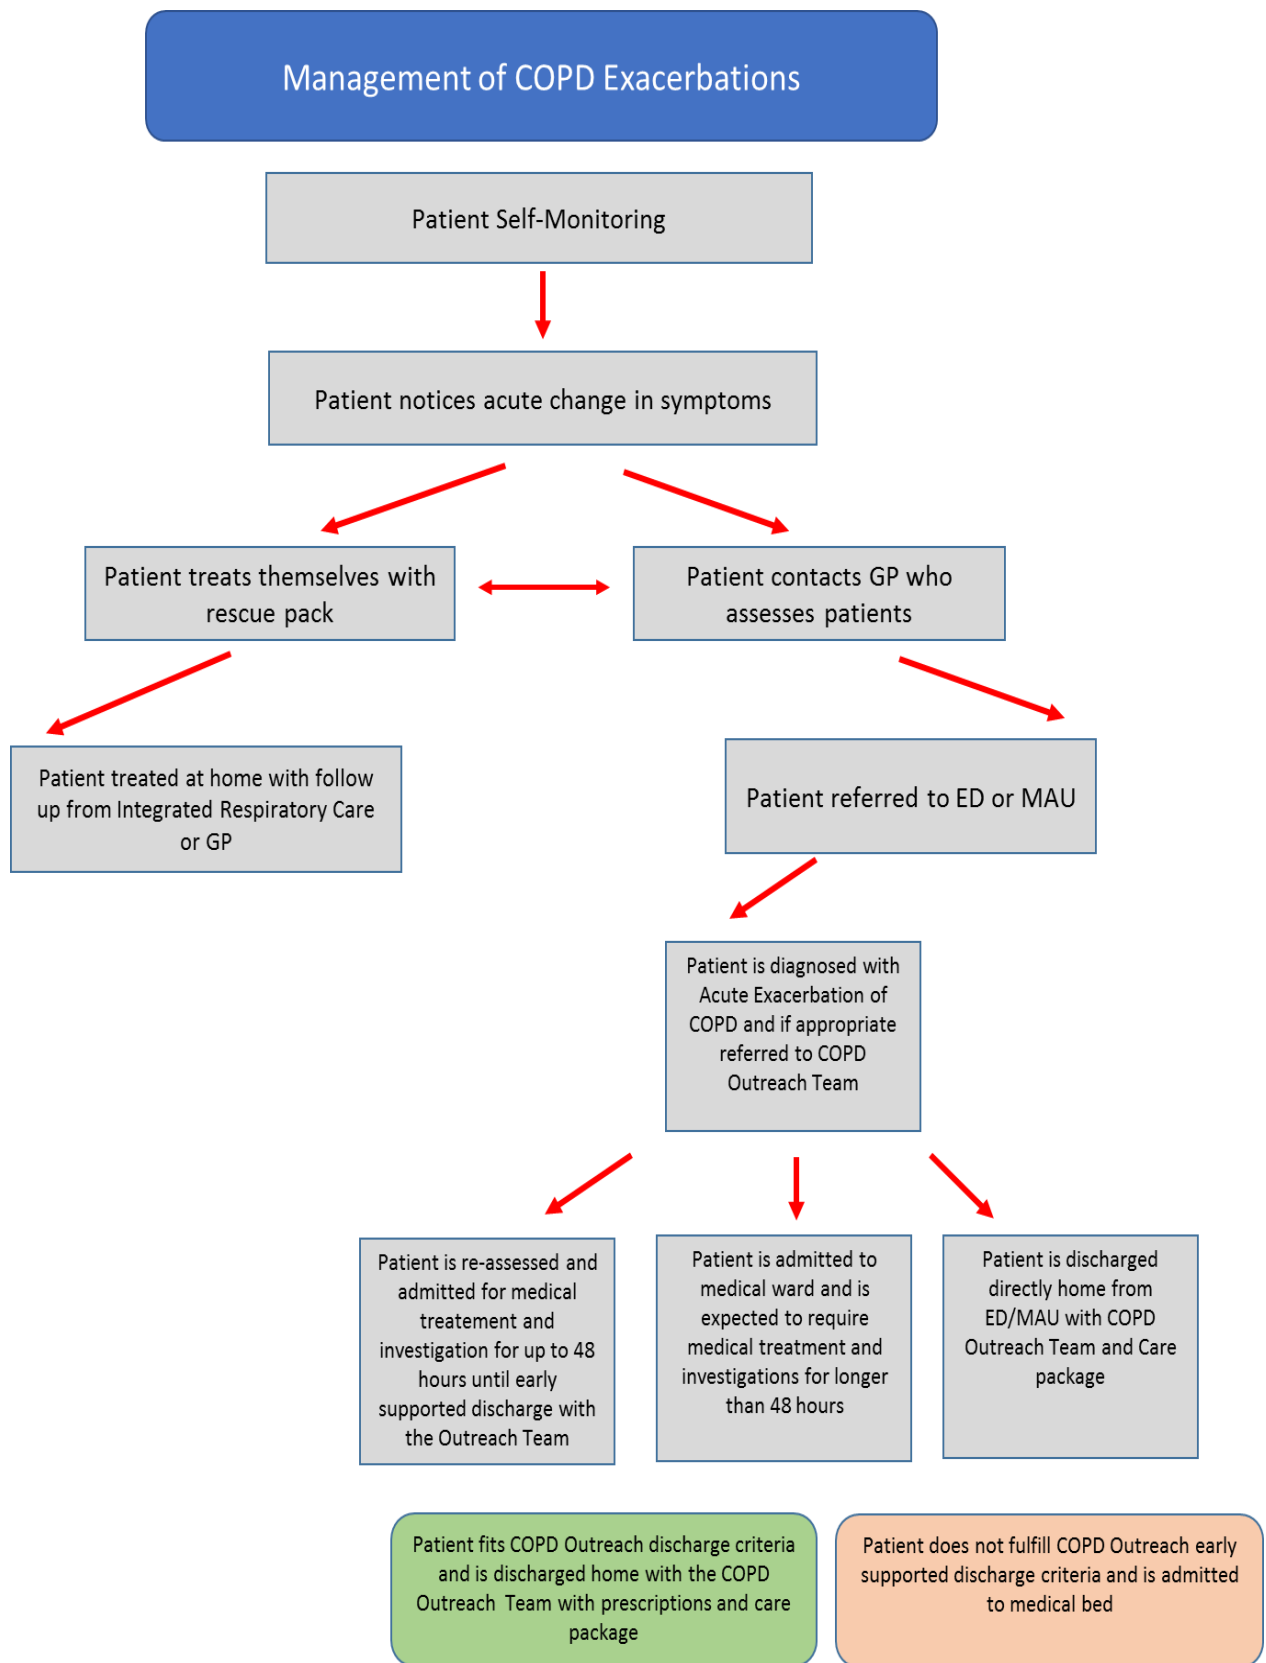 Management of COPD Exacerbations
Patient Self-Monitoring
Patient notices acute change in symptoms
Patient treats themselves with
rescue pack
Patient contacts GP who
assesses patients
Patient treated at home with follow
up from Integrated Respiratory Care
or GP
Patient referred to ED or MAU
Patient is diagnosed with
Acute Exacerbation of
COPD and if appropriate
referred to COPD
Outreach Team
Patient is re-assessed and
admitted for medical
treatement and
investigation for up to 48
hours until early
supported discharge with
the Outreach Team
Patient is admitted to
medical ward and is
expected to require
medical treatment and
investigations for longer
than 48 hours
Patient is discharged
directly home from
ED/MAU with COPD
Outreach Team and Care
package
Patient fits COPD Outreach discharge criteria
and is discharged home with the COPD
Outreach Team with prescriptions and care
package
Patient does not fulfill COPD Outreach early
supported discharge criteria and is admitted
to medical bed